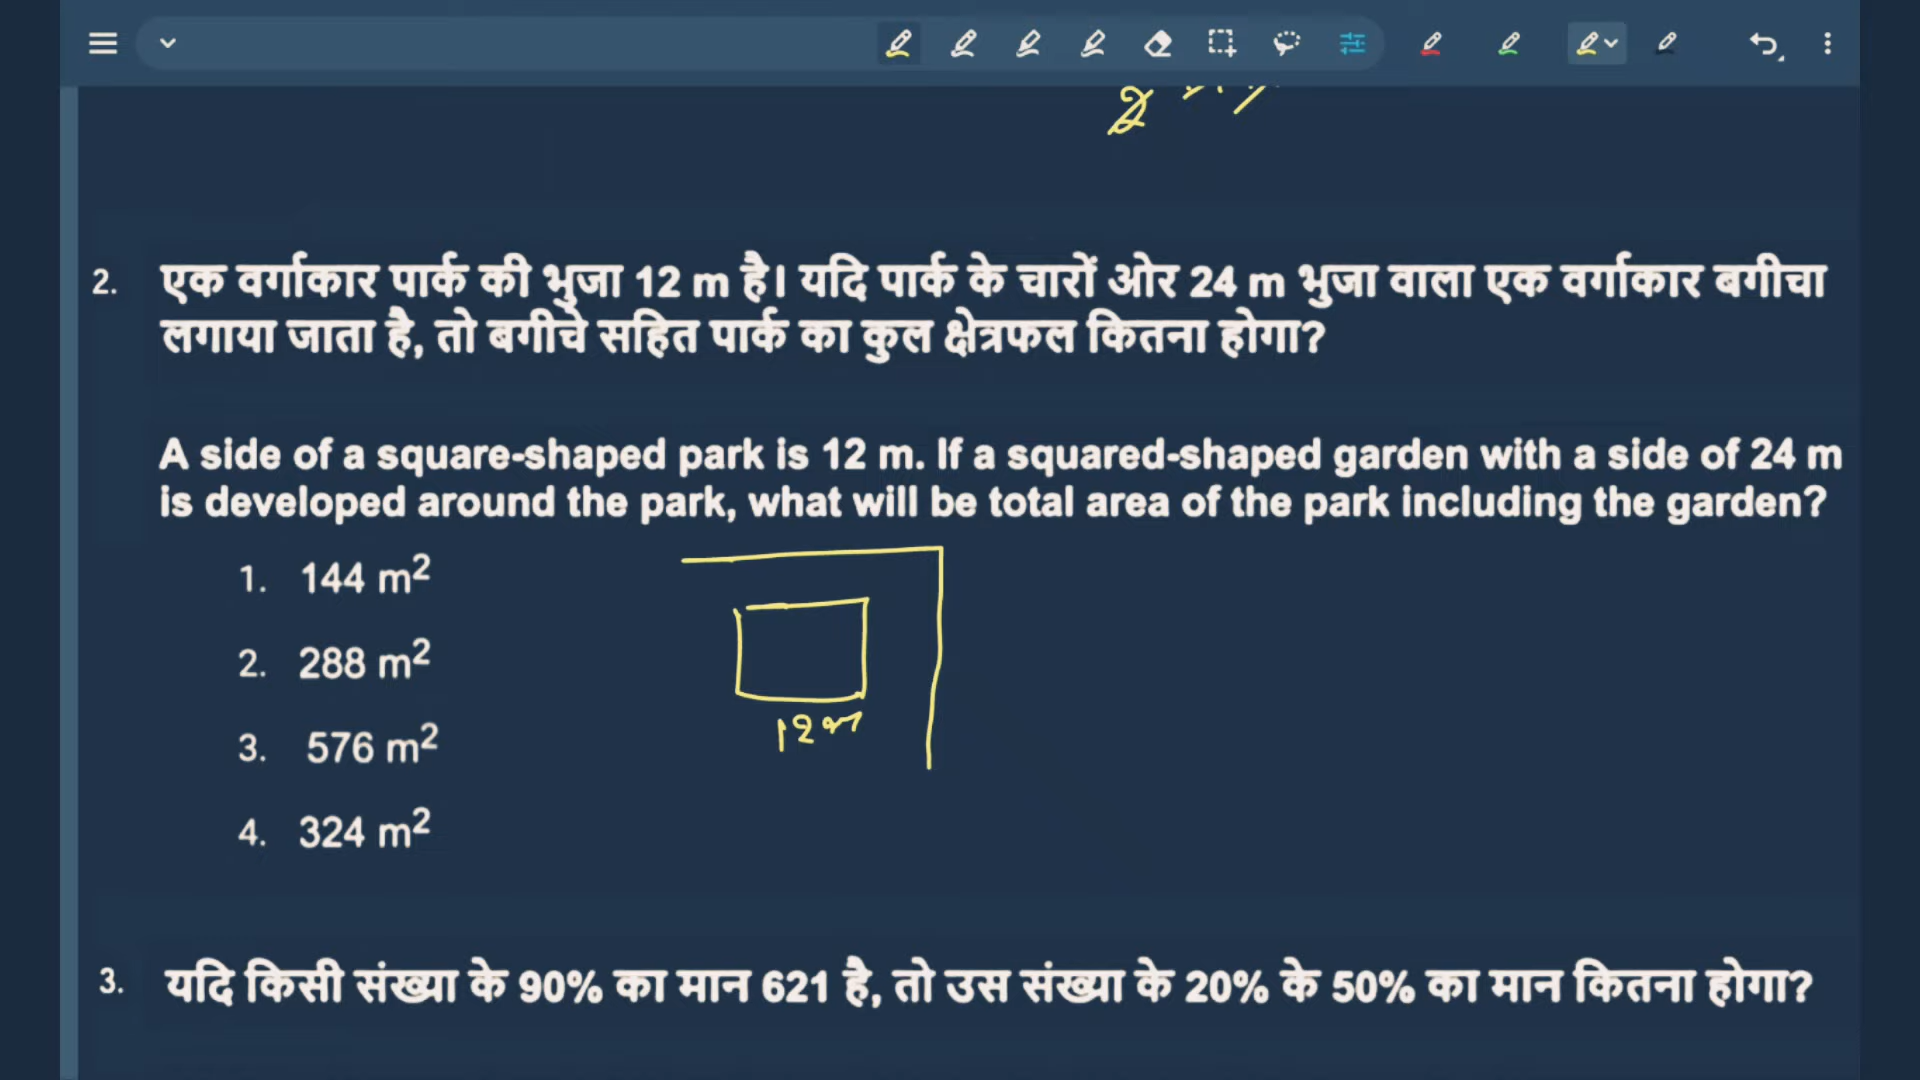 2. एक वर्गाकार पार्क की भुजा 12 m है। यदि पार्क के चारों ओर 24 m भुजा वाला एक वर्गाकार बगीचा
लगाया जाता है, तो बगीचे सहित पार्क का कुल क्षेत्रफल कितना होगा?
A side of a square-shaped park is 12 m. If a squared-shaped garden with a side of 24 m
is developed around the park, what will be total area of the park including the garden?
1. 144 m²
2. 288 m²
3. 576 m²
4. 324 m²
12 m
3. यदि किसी संख्या के 90% का मान 621 है, तो उस संख्या के 20% के 50% का मान कितना होगा?